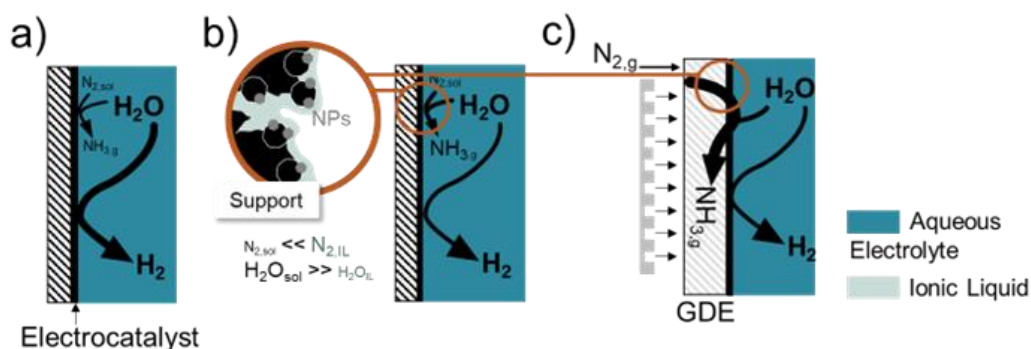 a)
N2,sol
H2O
NH3,g
H2
Electrocatalyst
b)
NPs
Support
N2,sol << N2,IL
H2Osol >> H2OIL
N2,sol
H2O
NH3,g
H2
c)
N2,g
H2O
NH3,g
H2
GDE
Aqueous
Electrolyte
Ionic Liquid